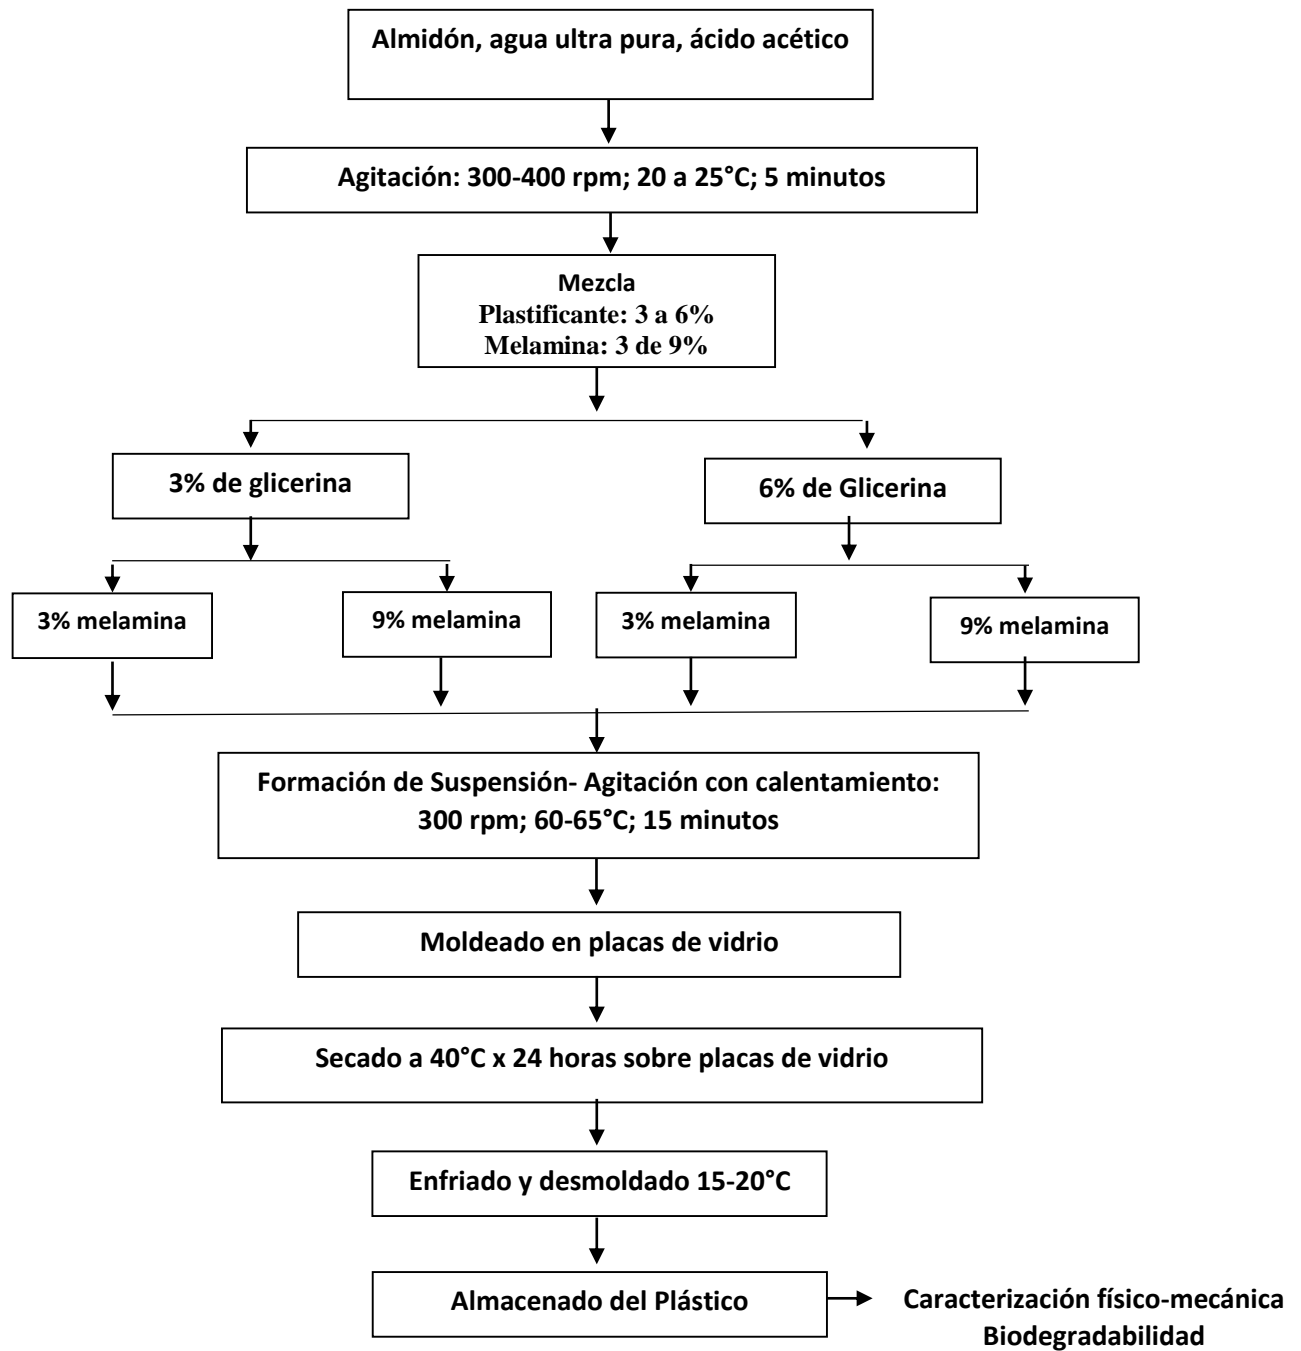 Almidón, agua ultra pura, ácido acético
Agitación: 300-400 rpm; 20 a 25°C; 5 minutos
Mezcla
Plastificante: 3 a 6%
Melamina: 3 de 9%
3% de glicerina
6% de Glicerina
3% melamina
9% melamina
3% melamina
9% melamina
Formación de Suspensión- Agitación con calentamiento:
300 rpm; 60-65°C; 15 minutos
Moldeado en placas de vidrio
Secado a 40°C x 24 horas sobre placas de vidrio
Enfriado y desmoldado 15-20°C
Almacenado del Plástico
Caracterización físico-mecánica
Biodegradabilidad